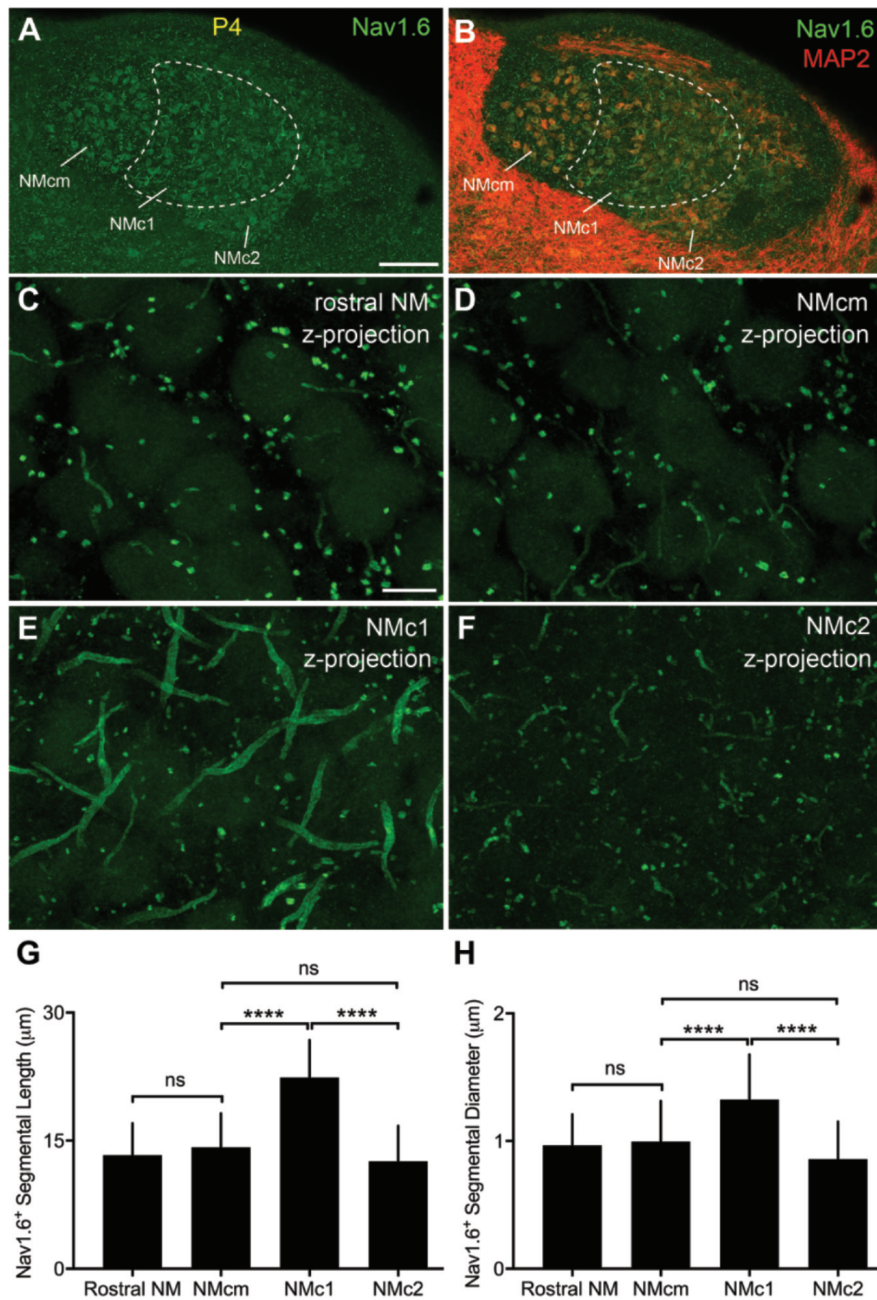 A
P4
Nav1.6
NMcm
NMc1
NMc2
B
Nav1.6
MAP2
NMcm
NMc1
NMc2
C
rostral NM
z-projection
D
NMcm
z-projection
E
NMc1
z-projection
F
NMc2
z-projection
G
Nav1.6⁺ Segmental Length (μm)
30
15
0
ns
ns
****
****
Rostral NM
NMcm
NMc1
NMc2
H
Nav1.6⁺ Segmental Diameter (μm)
2
1
0
ns
ns
****
****
Rostral NM
NMcm
NMc1
NMc2